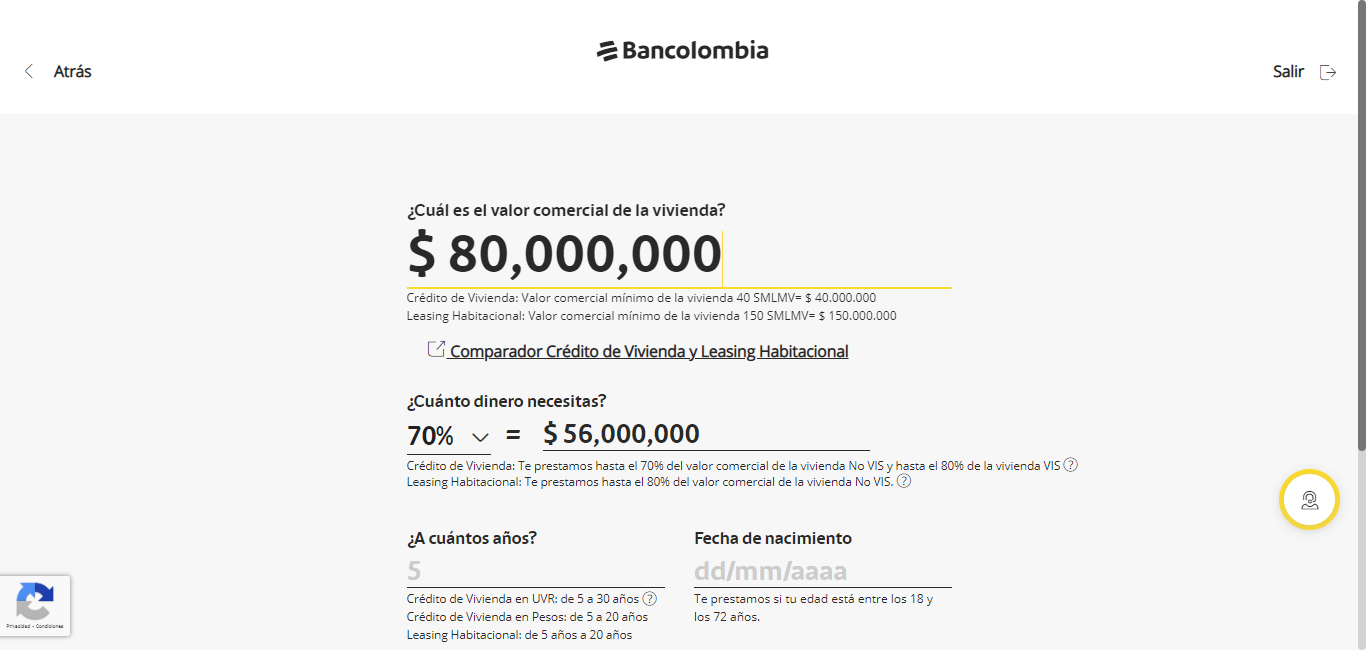 Bancolombia
Atrás
Salir
¿Cuál es el valor comercial de la vivienda?
$ 80,000,000
Crédito de Vivienda: Valor comercial mínimo de la vivienda 40 SMLMV= $ 40.000.000
Leasing Habitacional: Valor comercial mínimo de la vivienda 150 SMLMV= $ 150.000.000
Comparador Crédito de Vivienda y Leasing Habitacional
¿Cuánto dinero necesitas?
70% = $ 56,000,000
Crédito de Vivienda: Te prestamos hasta el 70% del valor comercial de la vivienda No VIS y hasta el 80% de la vivienda VIS ?
Leasing Habitacional: Te prestamos hasta el 80% del valor comercial de la vivienda No VIS. ?
¿A cuántos años?
5
Crédito de Vivienda en UVR: de 5 a 30 años ?
Crédito de Vivienda en Pesos: de 5 a 20 años
Leasing Habitacional: de 5 años a 20 años
Fecha de nacimiento
dd/mm/aaaa
Te prestamos si tu edad está entre los 18 y
los 72 años.
Privacidad - Condiciones